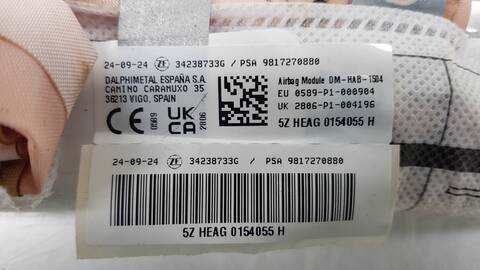 24-09-24 ZF 34238733G / PSA 9817270880
DALPHIMETAL ESPAÑA S.A.
CAMINO CARAMUXO 35
36213 VIGO, SPAIN
CE 0589 UK CA 2806
Airbag Module DM-HAB-1504
EU 0589-P1-000904
UK 2806-P1-004196
5Z HEAG 0154055 H
24-09-24 ZF 34238733G / PSA 9817270880
5Z HEAG 0154055 H